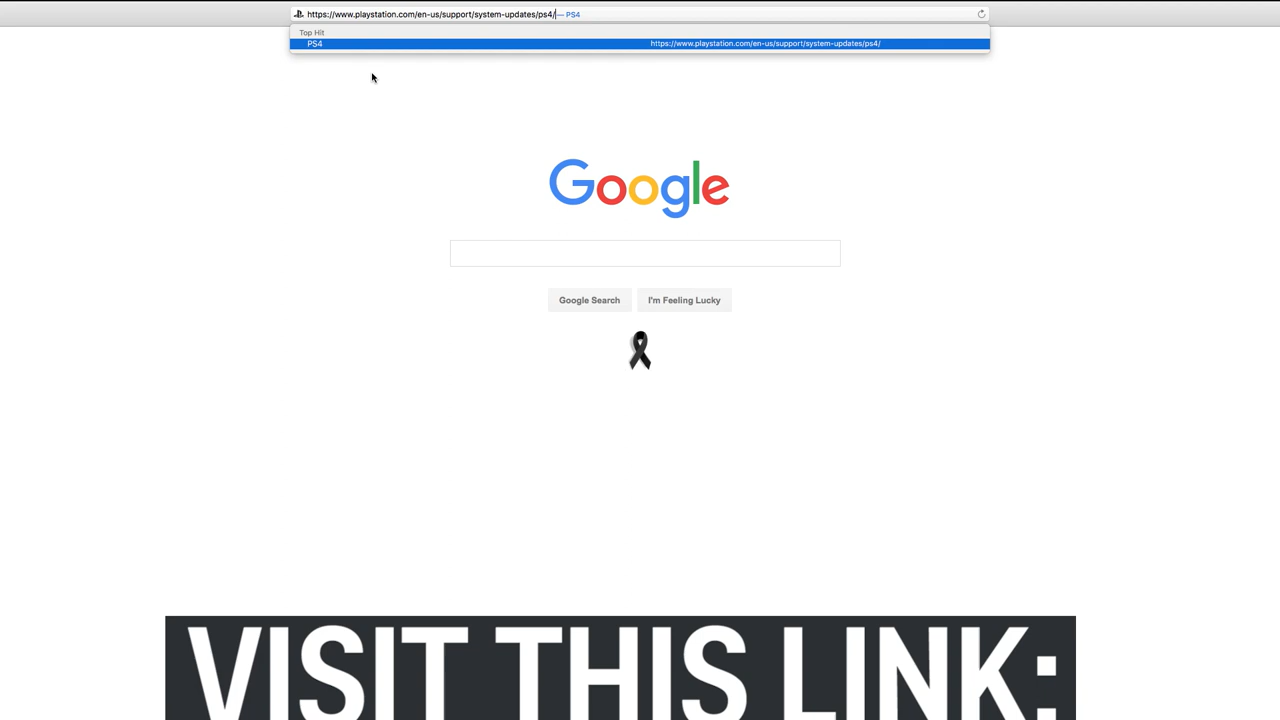 https://www.playstation.com/en-us/support/system-updates/ps4/ — PS4
Top Hit
PS4 https://www.playstation.com/en-us/support/system-updates/ps4/
Google
Google Search I'm Feeling Lucky
VISIT THIS LINK: